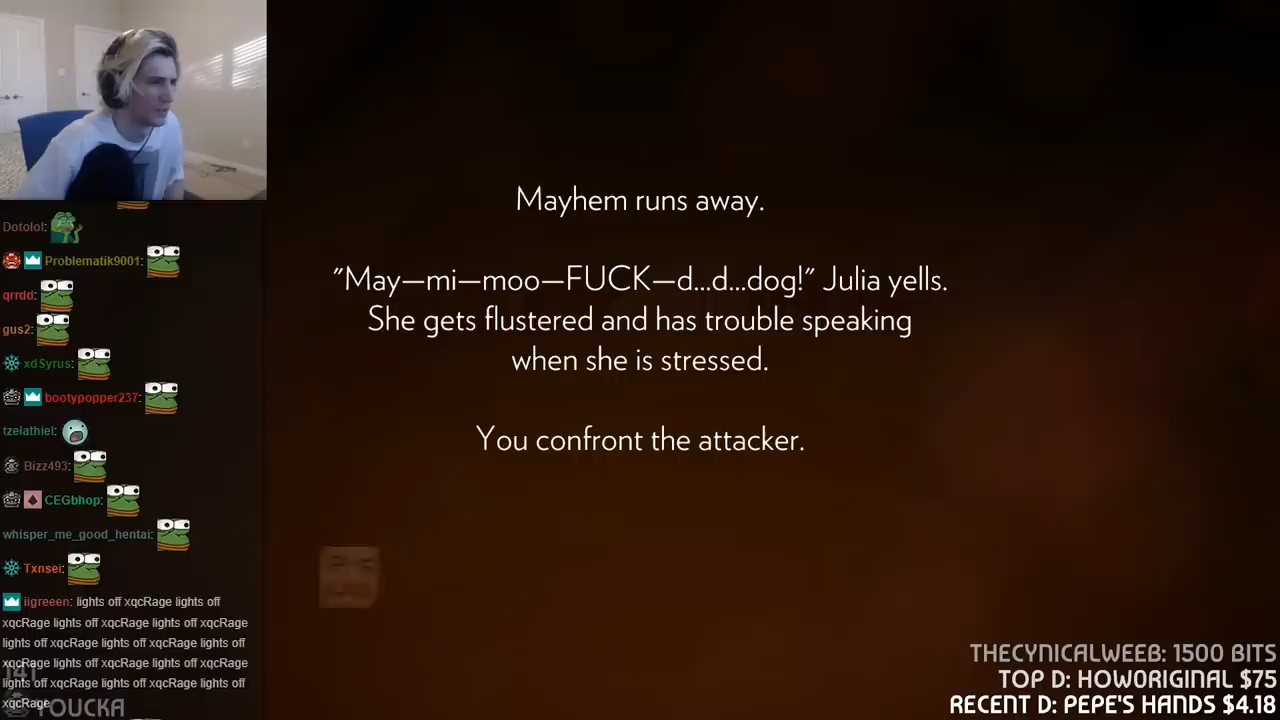 Mayhem runs away.
"May—mi—moo—FUCK—d...d...dog!" Julia yells.
She gets flustered and has trouble speaking
when she is stressed.
You confront the attacker.
Dotolol:
Problematik9001:
qrrdd:
gus2:
xdSyrus:
bootypopper237:
tzelathiel:
Bizz493:
CEGbhop:
whisper_me_good_hentai:
Txnsei:
iigreeen: lights off xqcRage lights off
xqcRage lights off xqcRage lights off xqcRage
lights off xqcRage lights off xqcRage lights off
xqcRage lights off xqcRage lights off xqcRage
lights off xqcRage lights off xqcRage lights off
xqcRage
141
YOUCKA
THECYNICALWEEB: 1500 BITS
TOP D: HOW0RIGINAL $75
RECENT D: PEPE'S HANDS $4.18